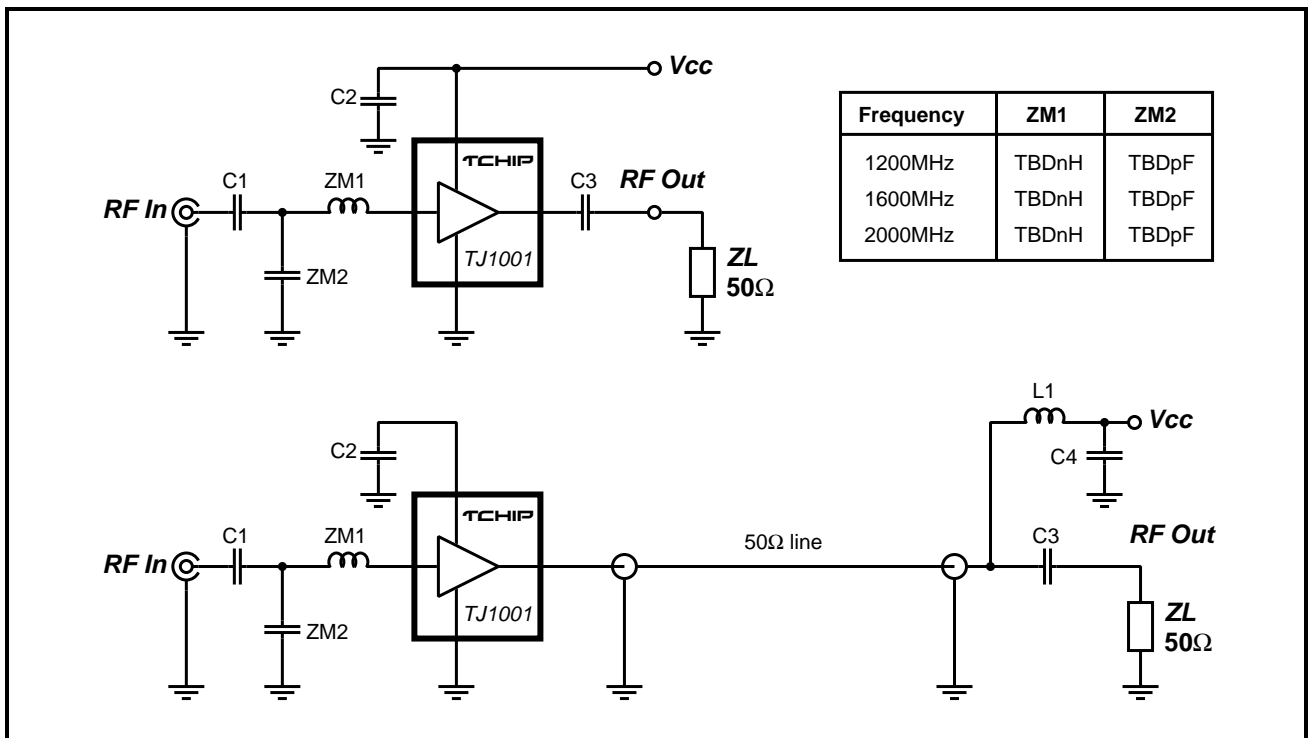 Vcc
C2
TCHIP
C1
ZM1
C3
RF Out
RF In
TJ1001
ZM2
ZL
50Ω
Frequency ZM1 ZM2
1200MHz TBDnH TBDpF
1600MHz TBDnH TBDpF
2000MHz TBDnH TBDpF
L1
Vcc
C2
C4
TCHIP
C1
ZM1
50Ω line
C3
RF Out
RF In
TJ1001
ZM2
ZL
50Ω